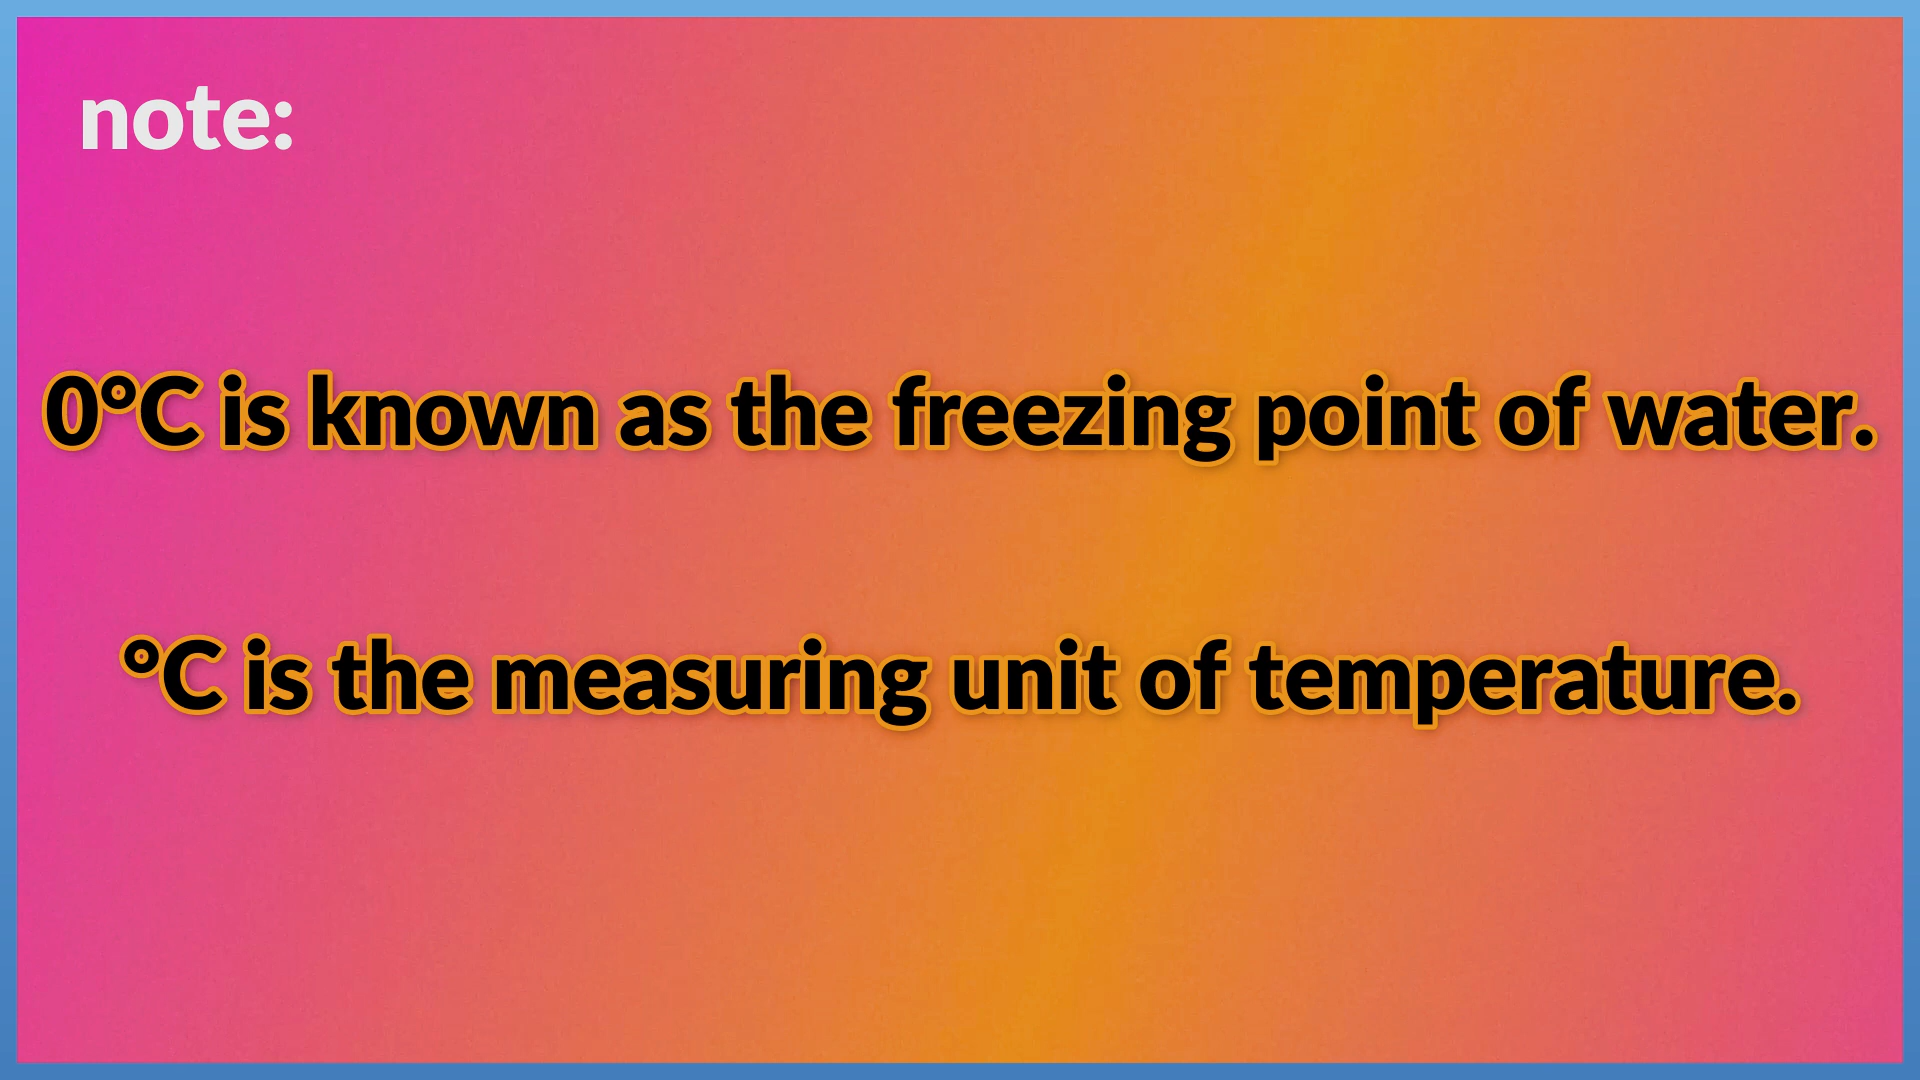 note:
0°C is known as the freezing point of water.
°C is the measuring unit of temperature.